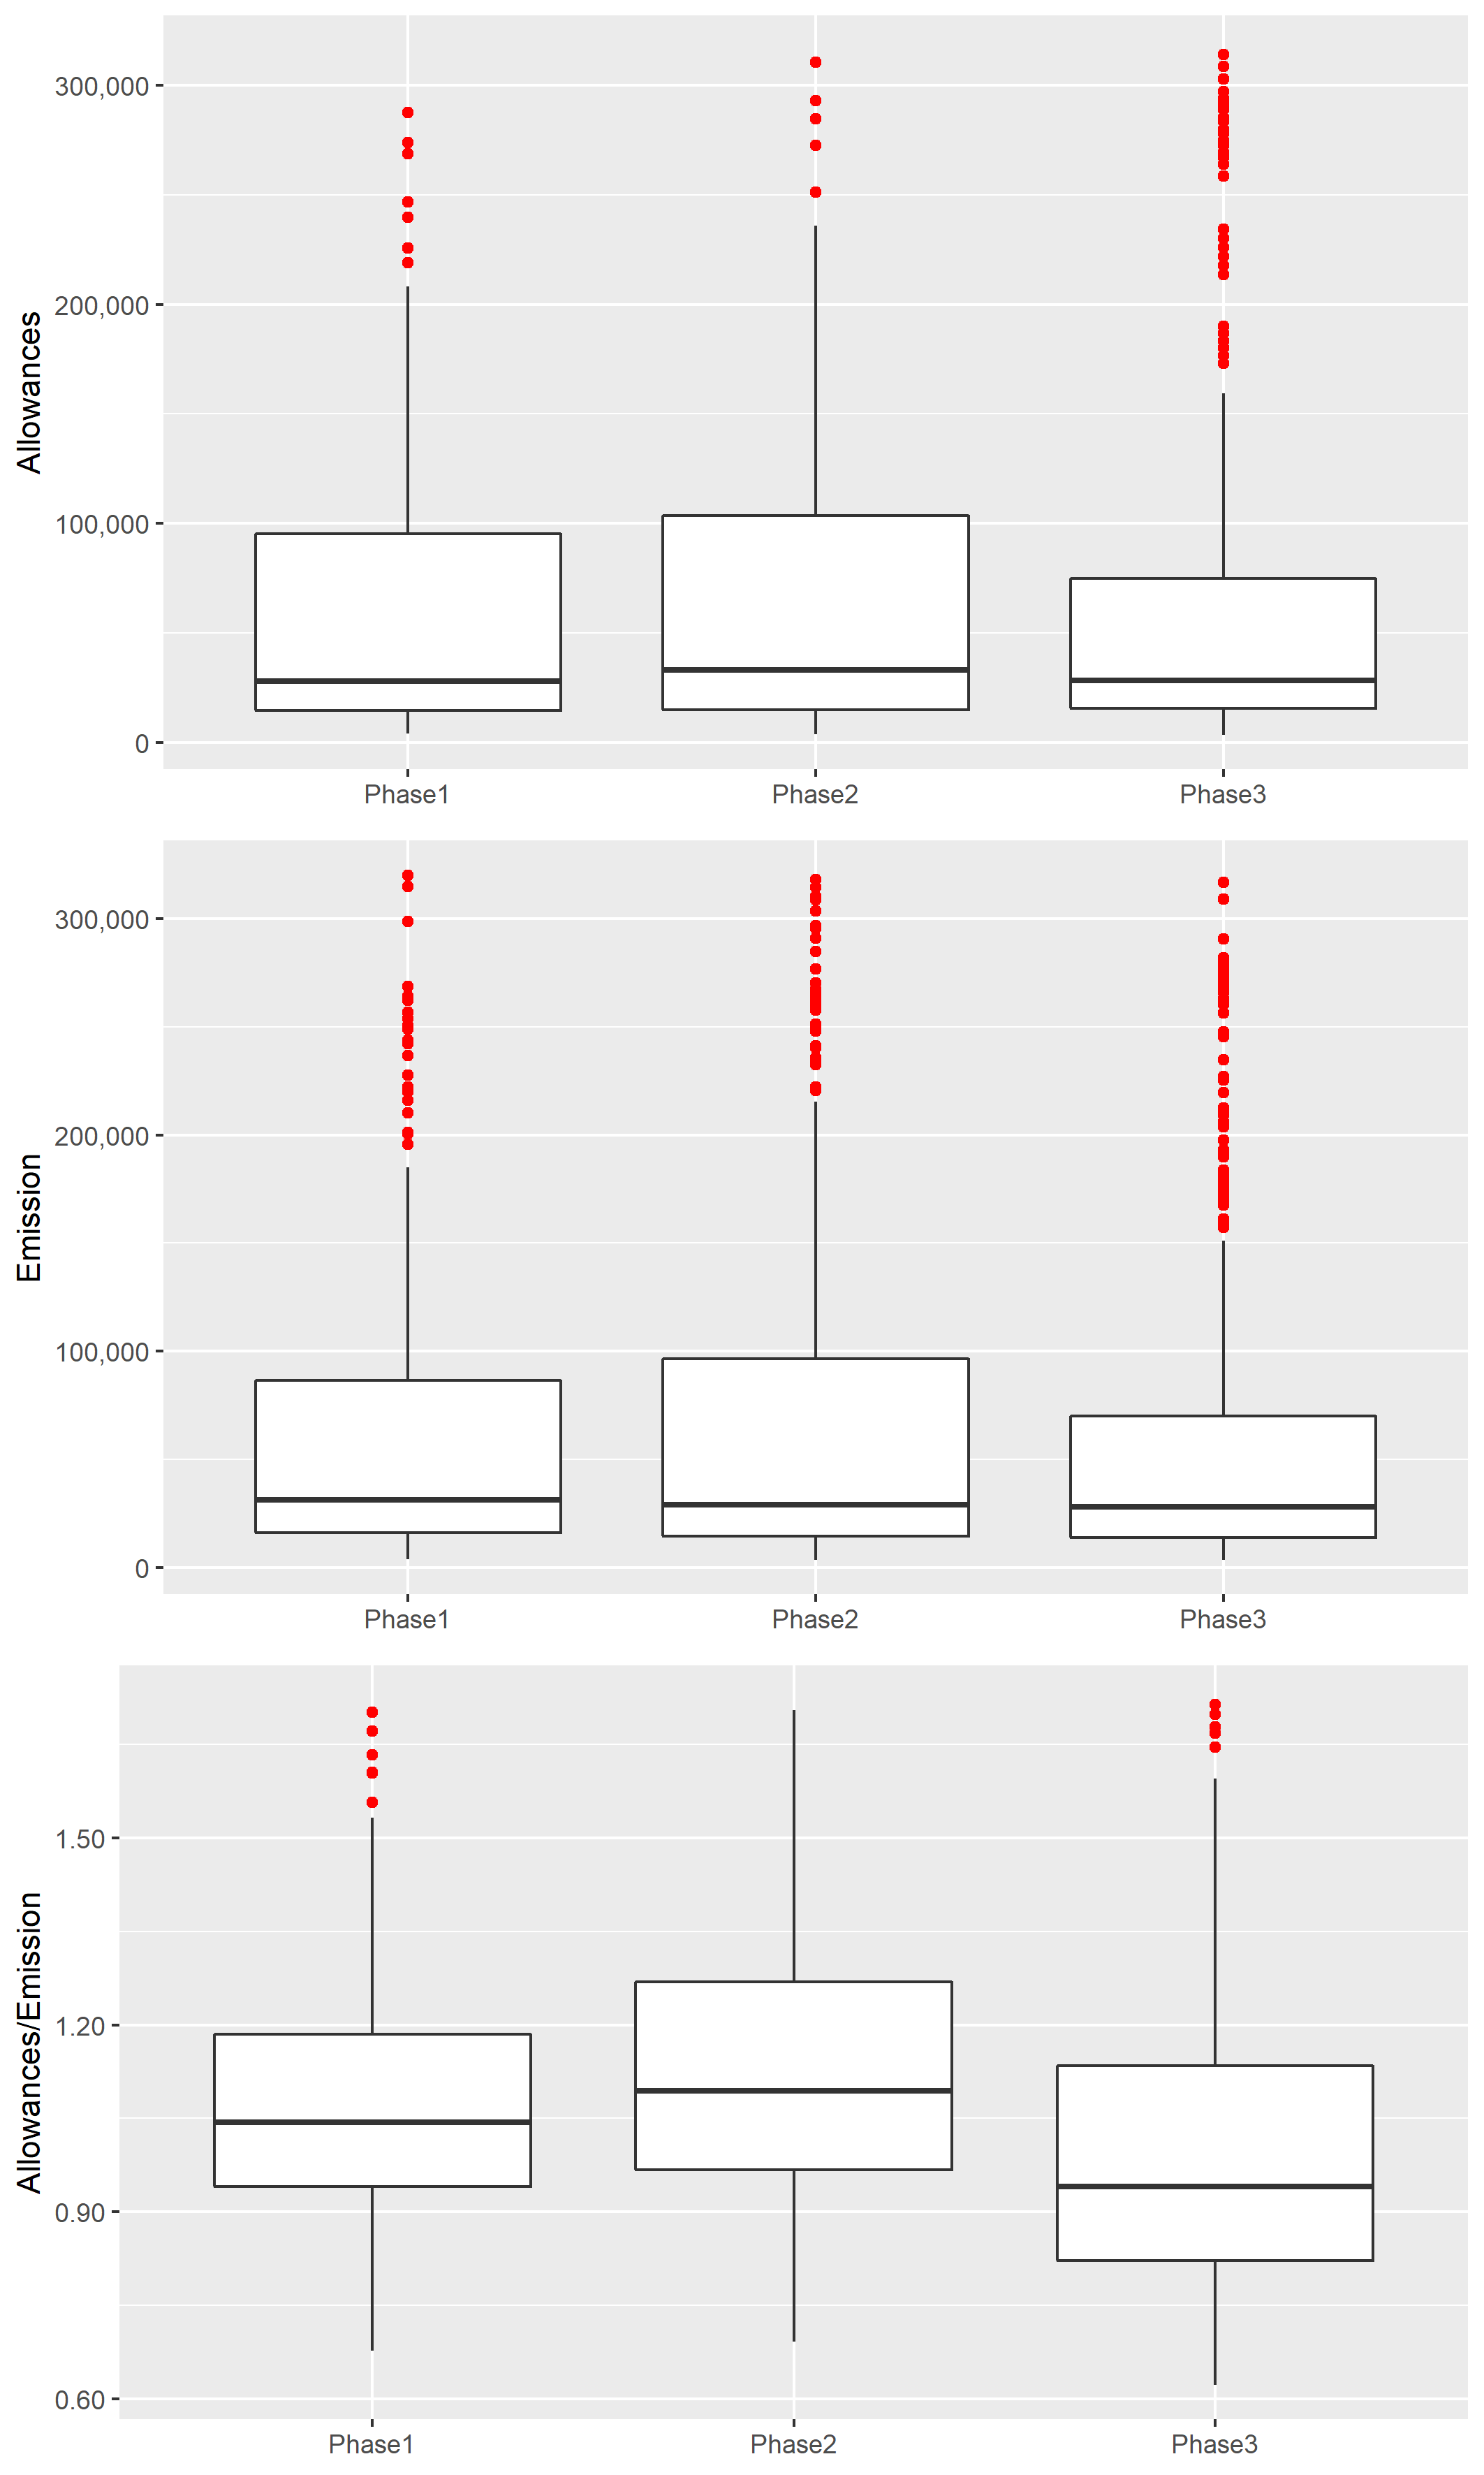 Allowances
300,000
200,000
100,000
0
Phase1 Phase2 Phase3
Emission
300,000
200,000
100,000
0
Phase1 Phase2 Phase3
Allowances/Emission
1.50
1.20
0.90
0.60
Phase1 Phase2 Phase3